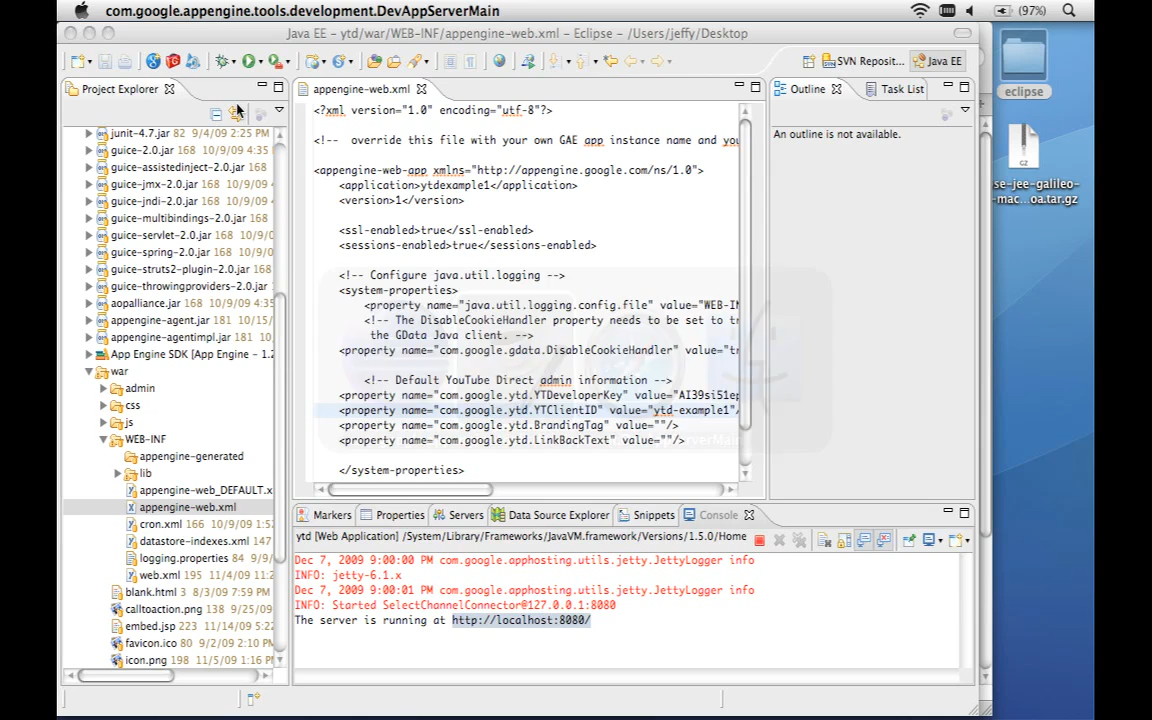 com.google.appengine.tools.development.DevAppServerMain
(97%)
Java EE - ytd/war/WEB-INF/appengine-web.xml - Eclipse - /Users/jeffy/Desktop
SVN Reposit...
Java EE
Project Explorer
appengine-web.xml
Outline
Task List
An outline is not available.
eclipse
GZ
se-jee-galileo-
-mac...oa.tar.gz
junit-4.7.jar 82 9/4/09 2:25 PM
guice-2.0.jar 168 10/9/09 4:35
guice-assistedinject.jar 168
guice-jmx-2.0.jar 168 10/9/0
guice-jndi-2.0.jar 168 10/9/
guice-multibindings-2.0.jar
guice-servlet-2.0.jar 10/9/0
guice-spring-2.0.jar 168 10
guice-struts2-plugin-2.0.jar
guice-throwingproviders-2.0.jar
aopalliance.jar 168 10/9/09 4:35
appengine-agent.jar 181 10/15/
appengine-agentimpl.jar 181 10/
App Engine SDK [App Engine - 1.2
war
admin
css
js
WEB-INF
appengine-generated
lib
appengine-web_DEFAULT.x
appengine-web.xml
cron.xml 166 10/9/09 1:5
datastore-indexes.xml 147
logging.properties 84 9/9/
web.xml 195 11/4/09 11:2
blank.html 3 8/3/09 7:59 PM
calltoaction.png 138 9/25/09
embed.jsp 223 11/14/09 5:22
favicon.ico 80 9/2/09 2:10 PM
icon.png 198 11/5/09 1:16 PM
<?xml version="1.0" encoding="utf-8"?>
<!-- override this file with your own GAE app instance name and you
<appengine-web-app xmlns="http://appengine.google.com/ns/1.0">
<application>ytdexample1</application>
<version>1</version>
<ssl-enabled>true</ssl-enabled>
<sessions-enabled>true</sessions-enabled>
<!-- Configure java.util.logging -->
<system-properties>
<property name="java.util.logging.config.file" value="WEB-IN
<!-- The DisableCookieHandler property needs to be set to tr
the GData Java client. -->
<property name="com.google.gdata.DisableCookieHandler" value="tr
<!-- Default YouTube Direct admin information -->
<property name="com.google.ytd.YTDeveloperKey" value="AI39si51ep
<property name="com.google.ytd.YTClientID" value="ytd-example1"/
<property name="com.google.ytd.BrandingTag" value=""/>
<property name="com.google.ytd.LinkBackText" value=""/>
</system-properties>
Markers
Properties
Servers
Data Source Explorer
Snippets
Console
ytd [Web Application] /System/Library/Frameworks/JavaVM.framework/Versions/1.5.0/Home
Dec 7, 2009 9:00:00 PM com.google.apphosting.utils.jetty.JettyLogger info
INFO: jetty-6.1.x
Dec 7, 2009 9:00:01 PM com.google.apphosting.utils.jetty.JettyLogger info
INFO: Started SelectChannelConnector@127.0.0.1:8080
The server is running at http://localhost:8080/